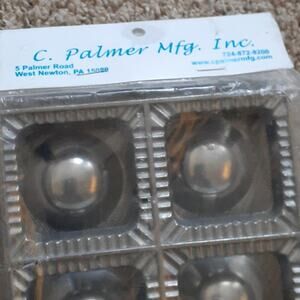 C. Palmer Mfg. Inc.
5 Palmer Road
West Newton, PA 15089
724-872-8200
www.cpalmermfg.com